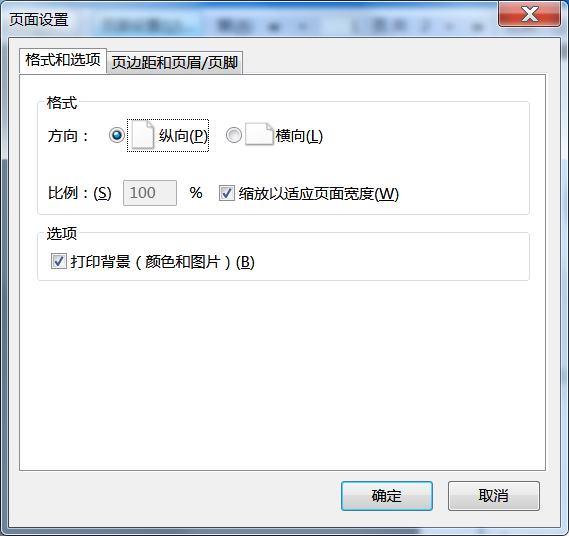 页面设置
格式和选项 页边距和页眉/页脚
格式
方向： 纵向(P) 横向(L)
比例：(S) 100 % 缩放以适应页面宽度(W)
选项
打印背景（颜色和图片）(B)
确定 取消